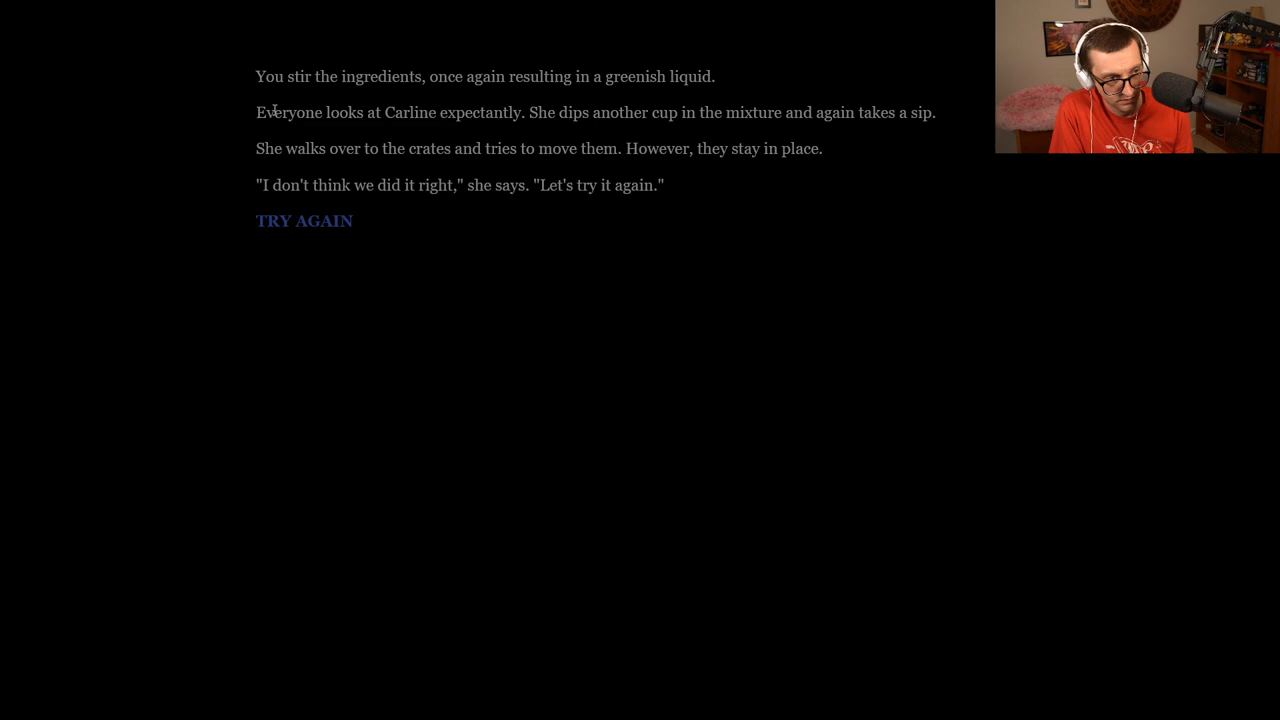 You stir the ingredients, once again resulting in a greenish liquid.
Everyone looks at Carline expectantly. She dips another cup in the mixture and again takes a sip.
She walks over to the crates and tries to move them. However, they stay in place.
"I don't think we did it right," she says. "Let's try it again."
TRY AGAIN